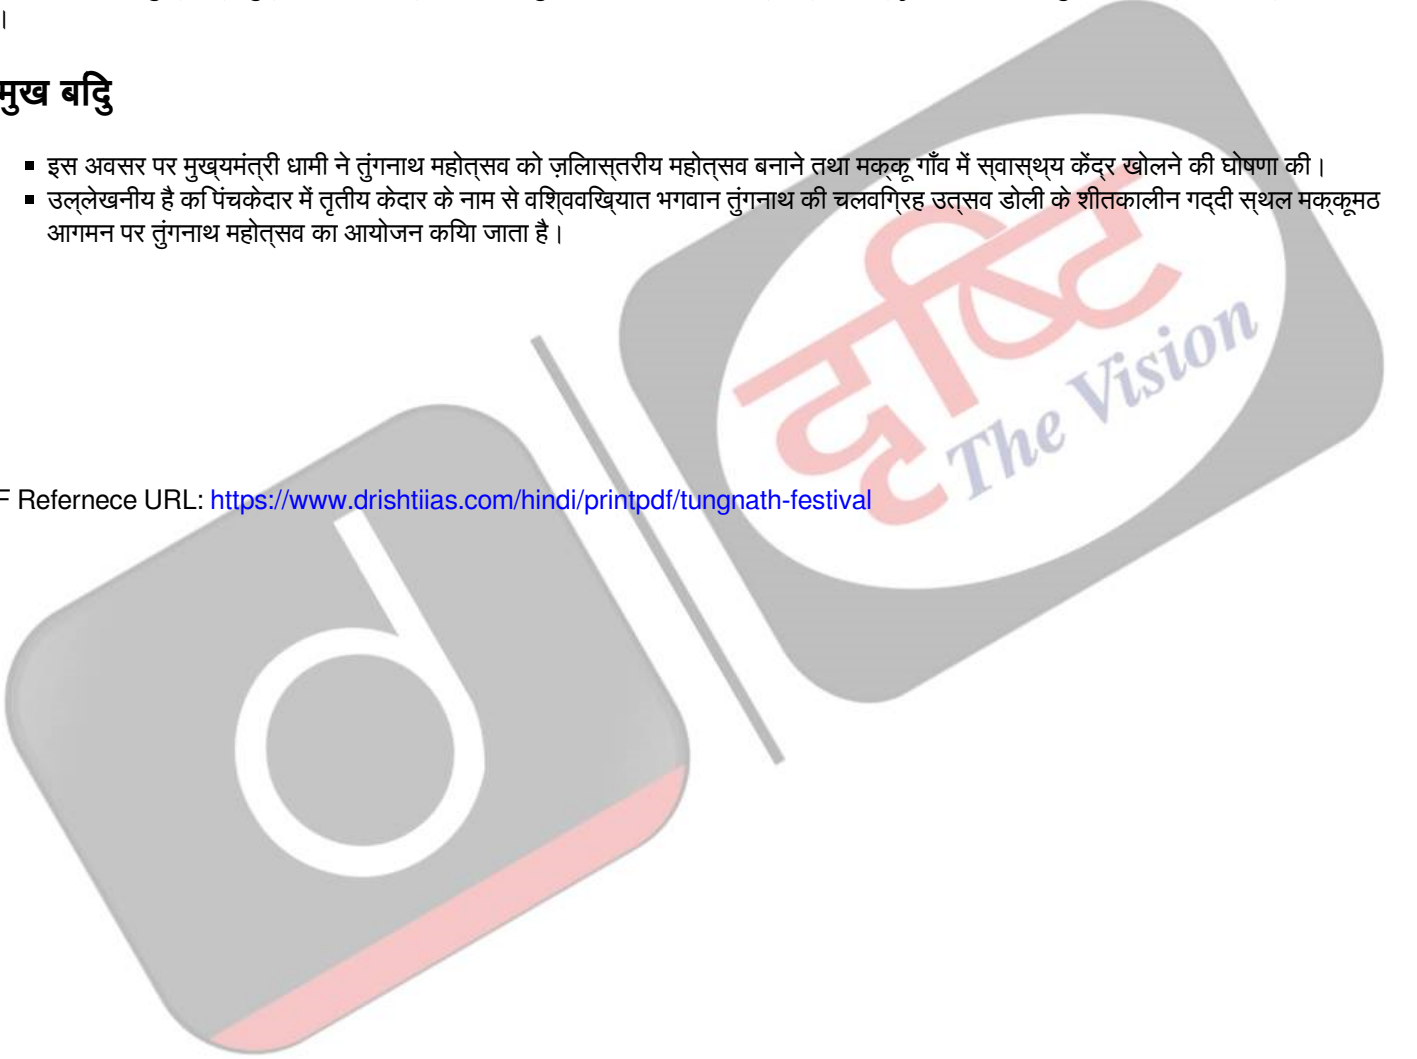 ।
मुख बिंदु
▪ इस अवसर पर मुख्यमंत्री धामी ने तुंगनाथ महोत्सव को ज़िलास्तरीय महोत्सव बनाने तथा मक्कू गाँव में स्वास्थ्य केंद्र खोलने की घोषणा की।
▪ उल्लेखनीय है कि पंचकेदार में तृतीय केदार के नाम से विश्वविख्यात भगवान तुंगनाथ की चलविग्रह उत्सव डोली के शीतकालीन गद्दी स्थल मक्कूमठ
आगमन पर तुंगनाथ महोत्सव का आयोजन किया जाता है।
दृष्टि
The Vision
F Refernece URL: https://www.drishtiias.com/hindi/printpdf/tungnath-festival
d